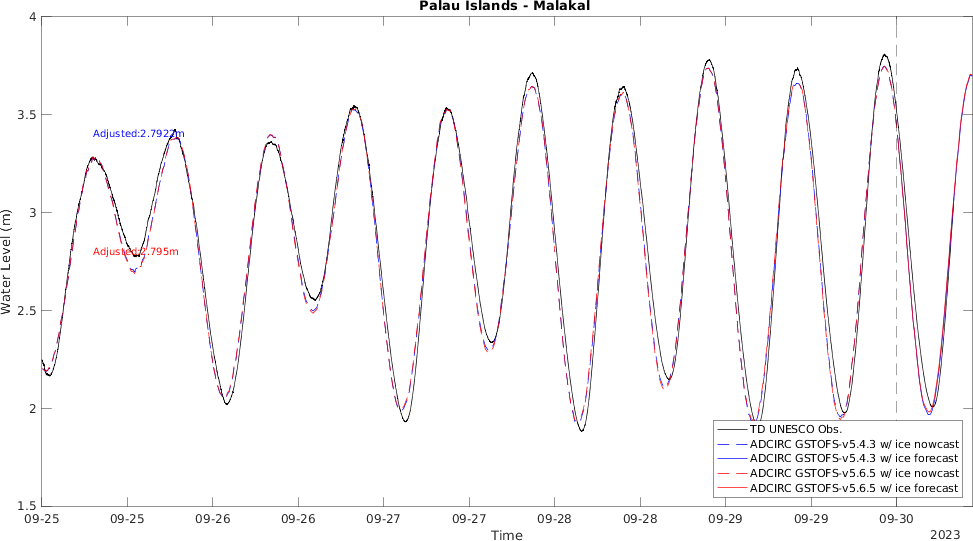 Palau Islands - Malakal
4
3.5
3
2.5
2
1.5
Water Level (m)
Adjusted:2.7922m
Adjusted:2.795m
TD UNESCO Obs.
ADCIRC GSTOFS-v5.4.3 w/ ice nowcast
ADCIRC GSTOFS-v5.4.3 w/ ice forecast
ADCIRC GSTOFS-v5.6.5 w/ ice nowcast
ADCIRC GSTOFS-v5.6.5 w/ ice forecast
09-25 09-25 09-26 09-26 09-27 09-27 09-28 09-28 09-29 09-29 09-30
Time
2023